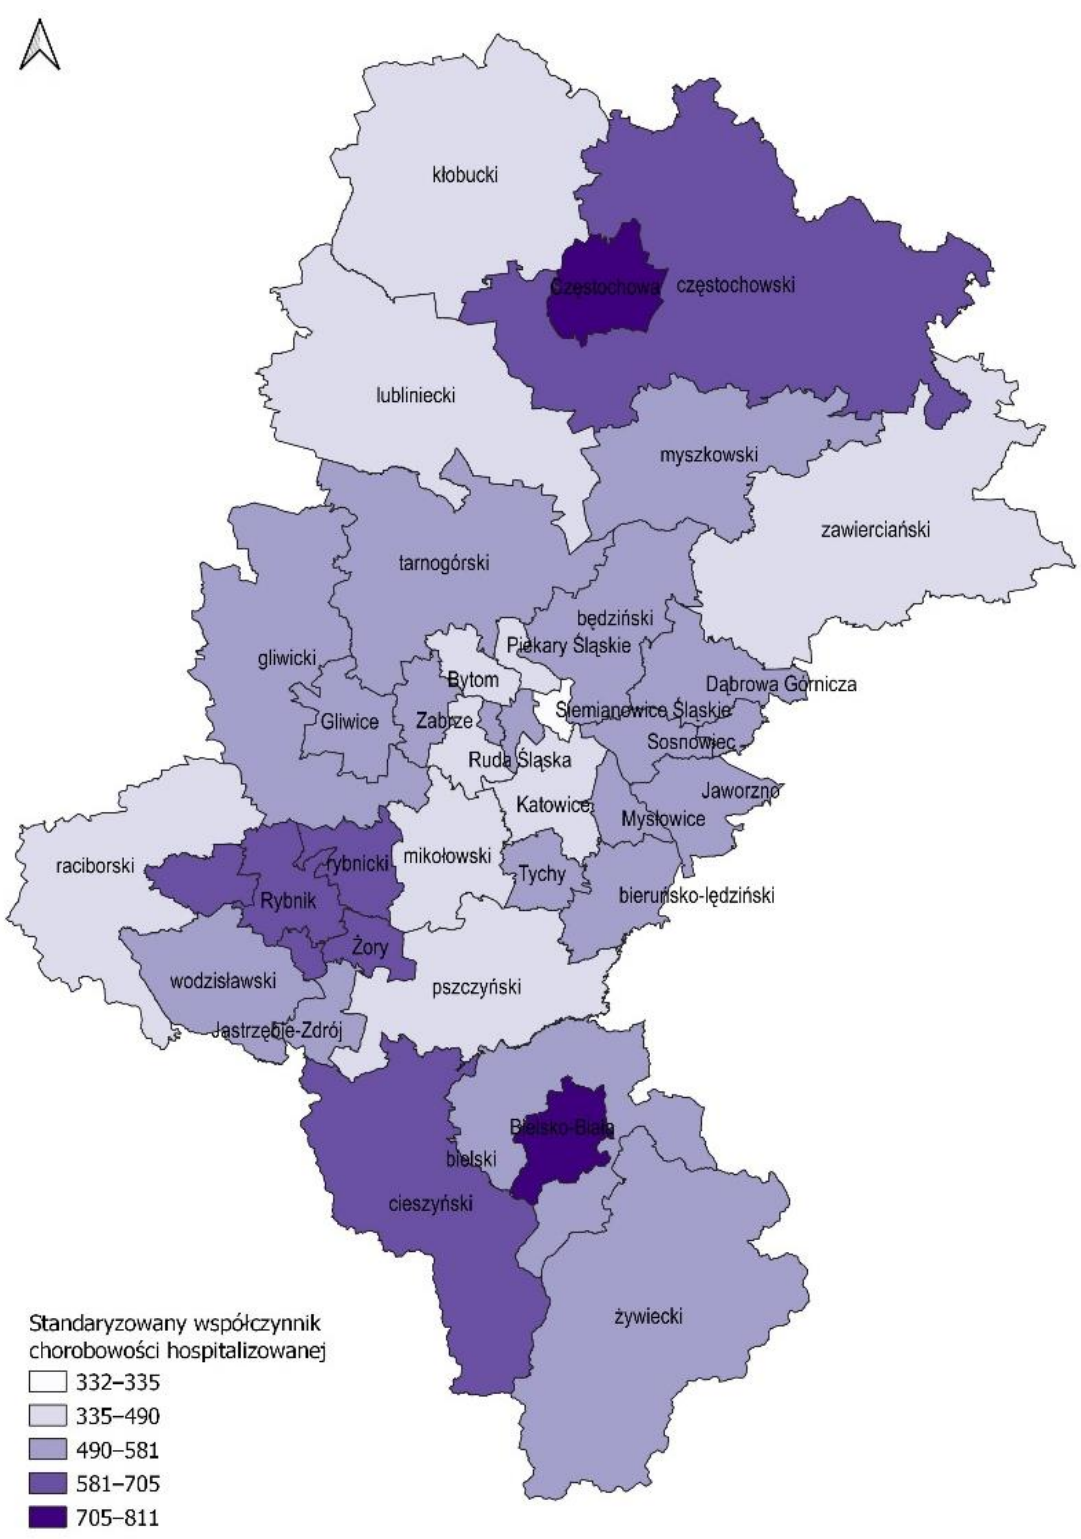 kłobucki
Częstochowa
częstochowski
lubliniecki
myszkowski
zawierciański
tarnogórski
będziński
Piekary Śląskie
gliwicki
Bytom
Dąbrowa Górnicza
Siemianowice Śląskie
Gliwice
Zabrze
Sosnowiec
Ruda Śląska
Jaworzno
Katowice
Mysłowice
mikołowski
rybnicki
raciborski
Tychy
bieruńsko-lędziński
Rybnik
Żory
wodzisławski
pszczyński
Jastrzębie-Zdrój
Bielsko-Biała
bielski
cieszyński
żywiecki
Standaryzowany współczynnik
chorobowości hospitalizowanej
332–335
335–490
490–581
581–705
705–811